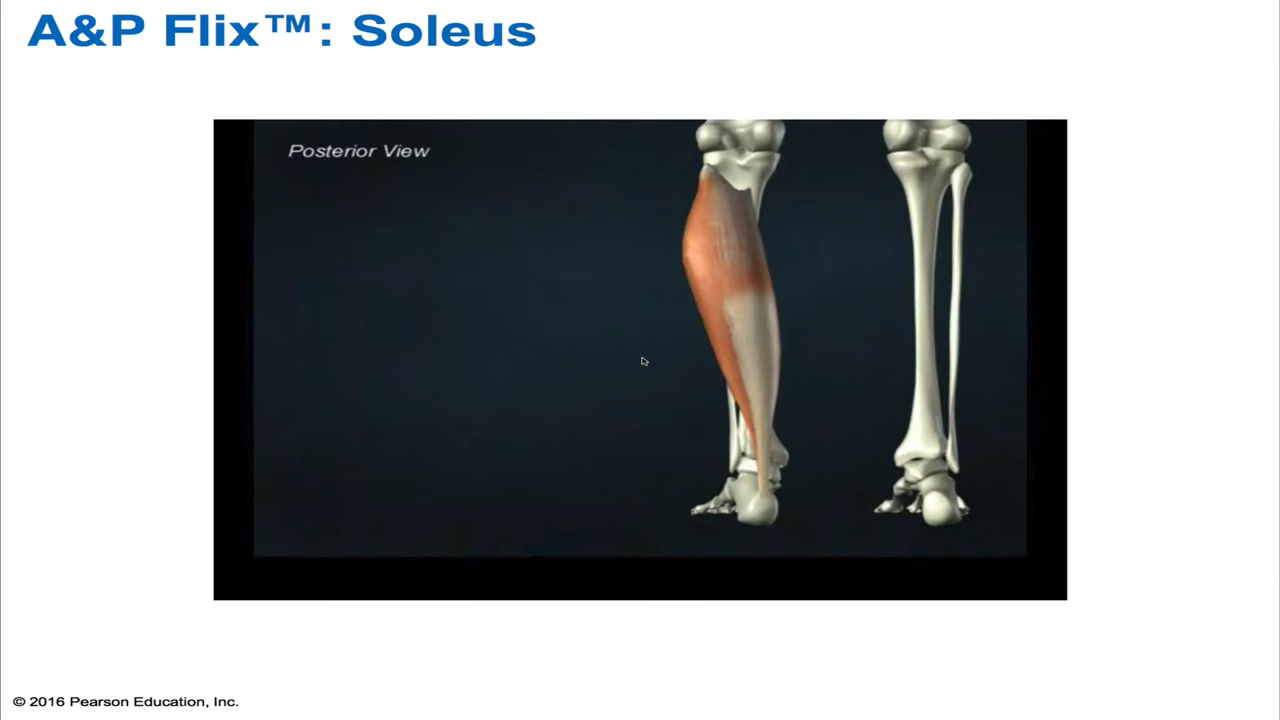 A&P Flix™: Soleus
Posterior View
© 2016 Pearson Education, Inc.